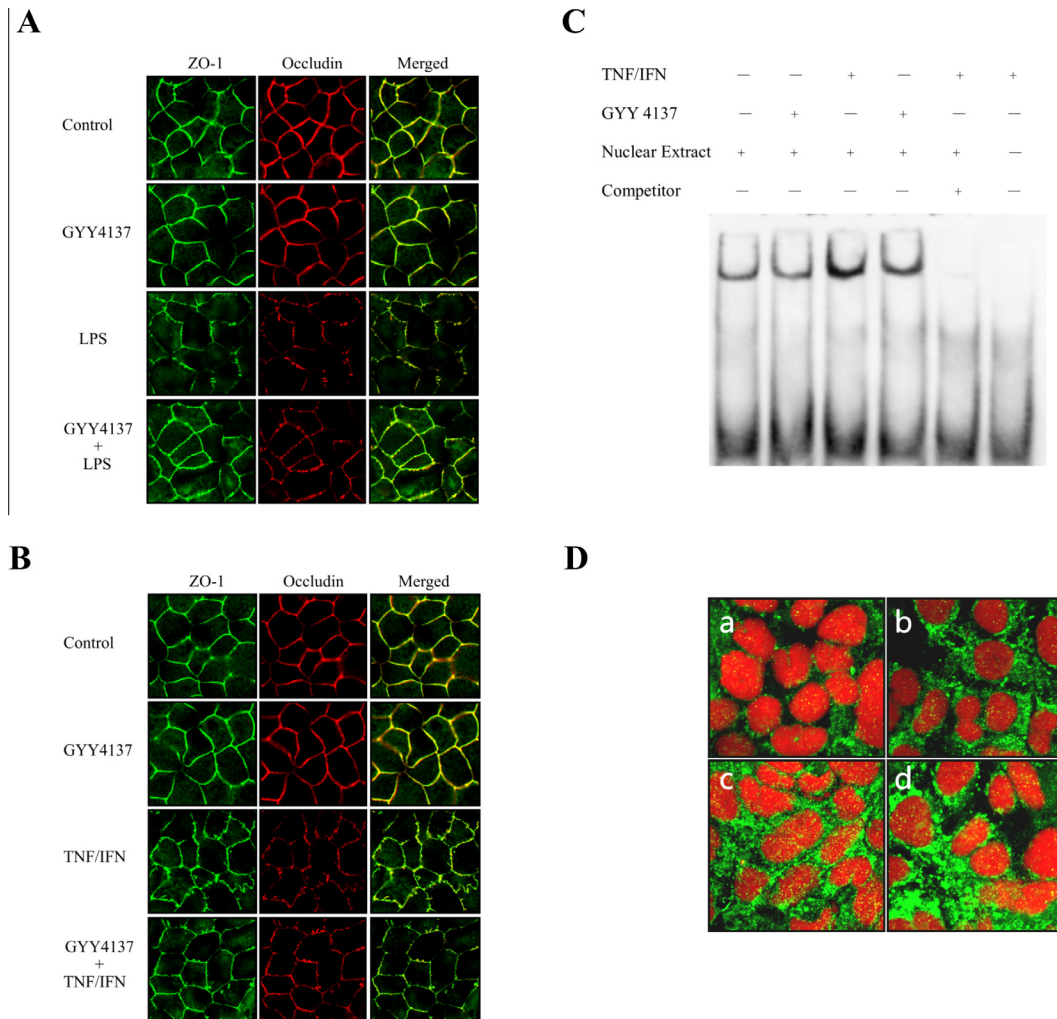 A
ZO-1 Occludin Merged
Control
GYY4137
LPS
GYY4137
+
LPS
B
ZO-1 Occludin Merged
Control
GYY4137
TNF/IFN
GYY4137
+
TNF/IFN
C
TNF/IFN — — + — + +
GYY 4137 — + — + — —
Nuclear Extract + + + + + —
Competitor — — — — + —
D
a b
c d